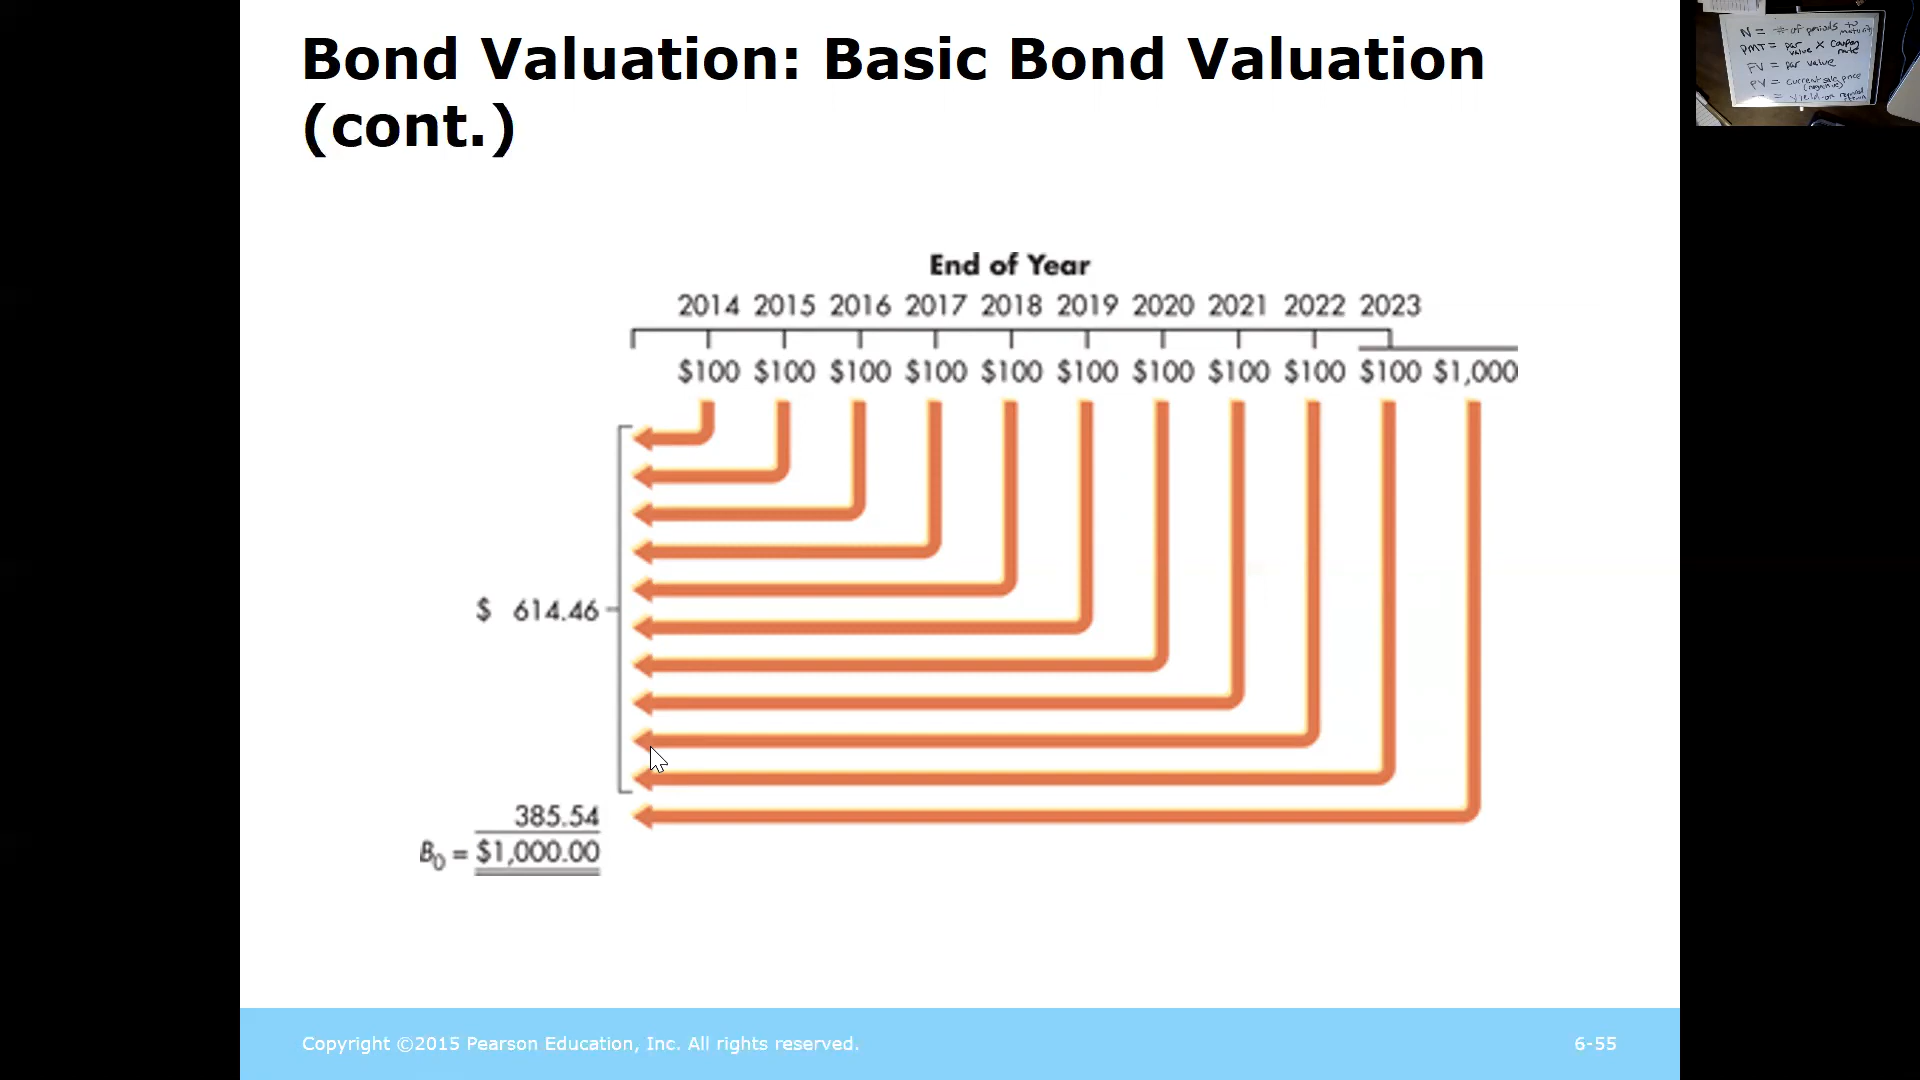 Bond Valuation: Basic Bond Valuation
(cont.)
N = # of periods to maturity
PMT = par value × coupon rate
FV = par value
PV = current sale price (negative)
= yield or required
End of Year
2014 2015 2016 2017 2018 2019 2020 2021 2022 2023
$100 $100 $100 $100 $100 $100 $100 $100 $100 $100 $1,000
$ 614.46
385.54
B0 = $1,000.00
Copyright ©2015 Pearson Education, Inc. All rights reserved.
6-55